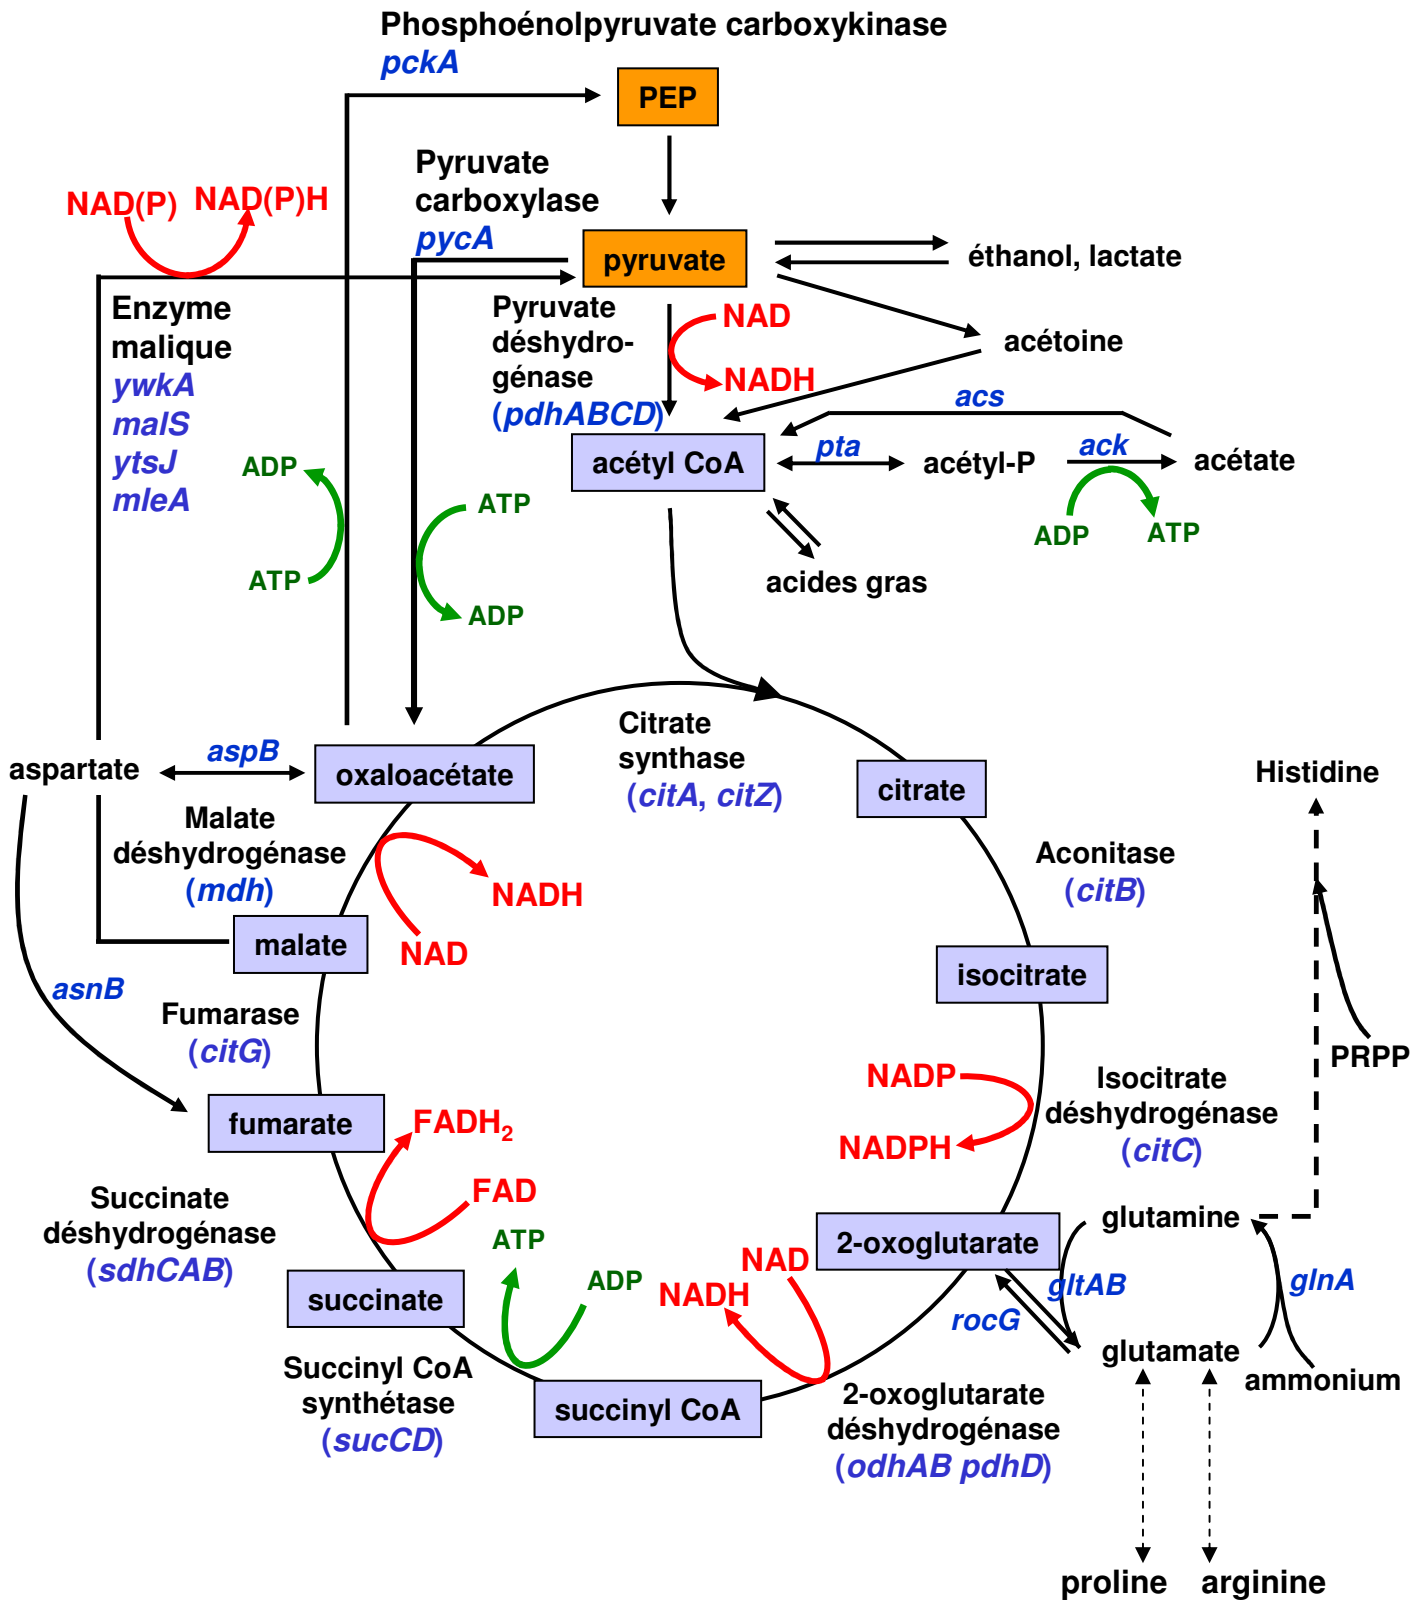 Phosphoénolpyruvate carboxykinase
pckA
PEP
Pyruvate
carboxylase
pycA
NAD(P)
NAD(P)H
pyruvate
éthanol, lactate
Enzyme
malique
ywkA
malS
ytsJ
mleA
Pyruvate
déshydro-
génase
(pdhABCD)
NAD
NADH
acétoine
acs
acétyl CoA
pta
acétyl-P
ack
acétate
ADP
ATP
ATP
ADP
ADP
ATP
acides gras
Citrate
synthase
(citA, citZ)
aspartate
aspB
oxaloacétate
citrate
Histidine
Malate
déshydrogénase
(mdh)
NADH
NAD
Aconitase
(citB)
malate
isocitrate
asnB
Fumarase
(citG)
PRPP
NADP
NADPH
Isocitrate
déshydrogénase
(citC)
fumarate
FADH2
FAD
Succinate
déshydrogénase
(sdhCAB)
ATP
ADP
NAD
NADH
2-oxoglutarate
glutamine
gltAB
glnA
rocG
succinate
glutamate
ammonium
Succinyl CoA
synthétase
(sucCD)
succinyl CoA
2-oxoglutarate
déshydrogénase
(odhAB pdhD)
proline
arginine